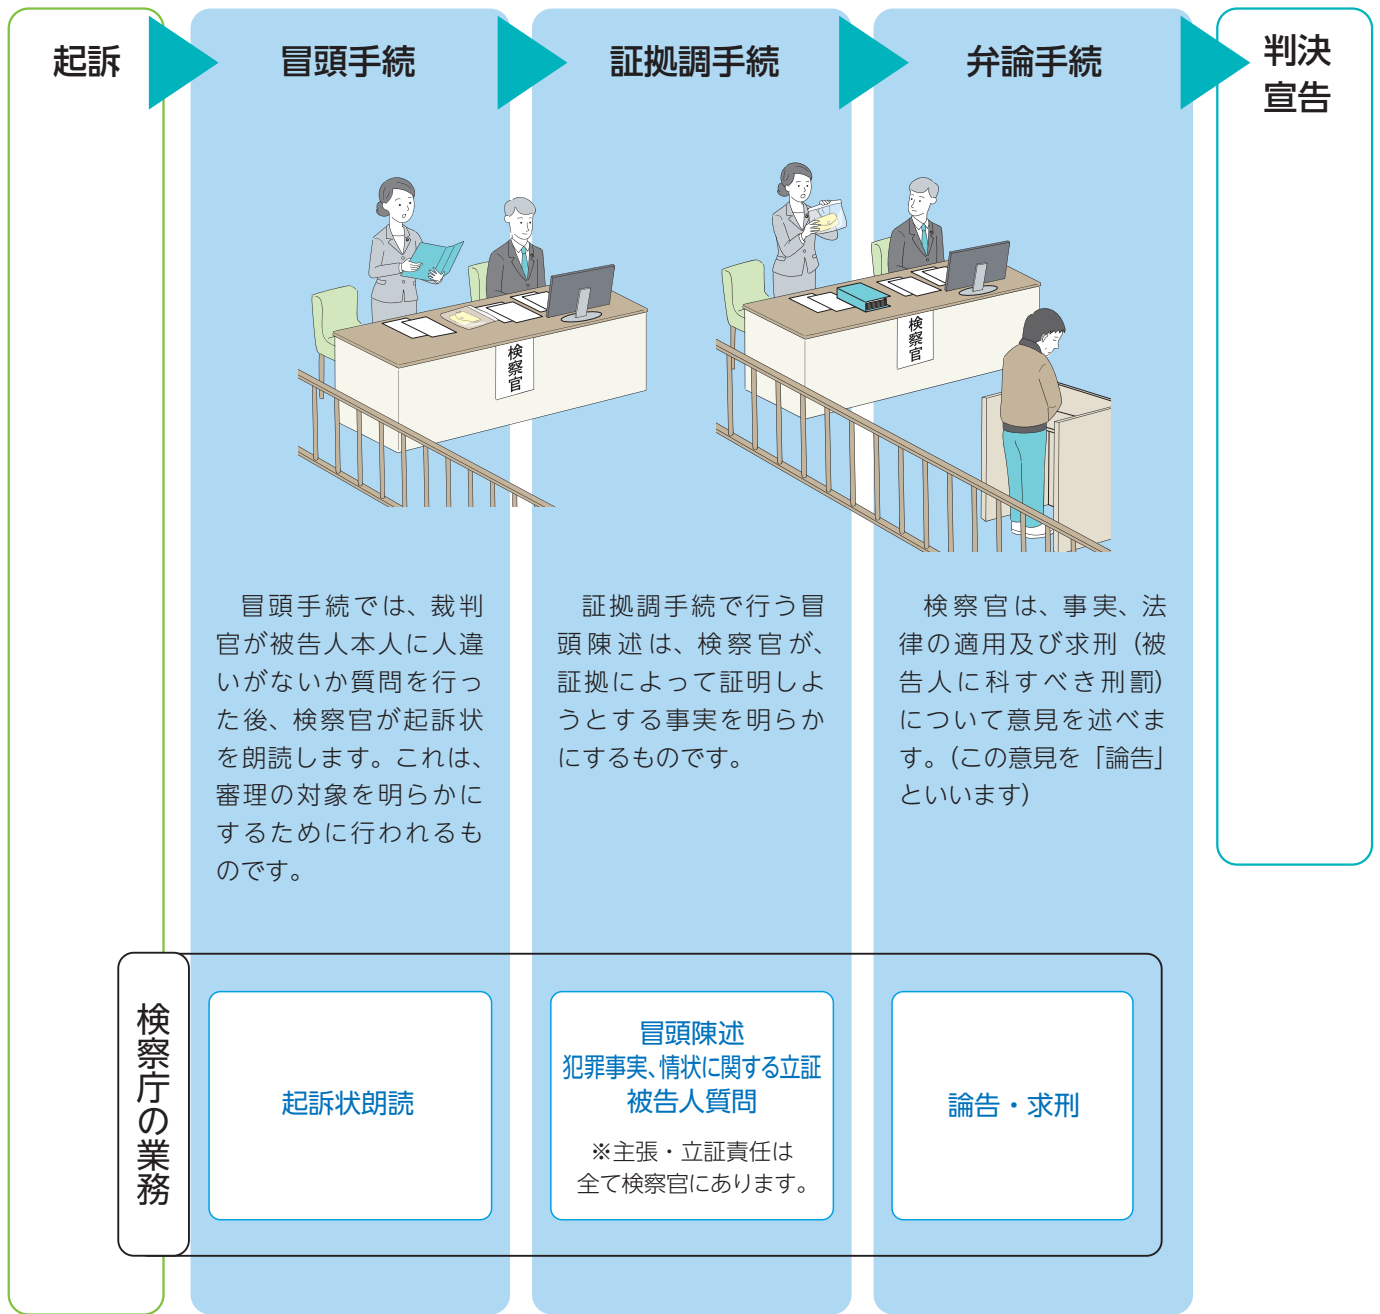 起訴
冒頭手続
証拠調手続
弁論手続
判決
宣告
検察官
検察官
冒頭手続では、裁判
官が被告人本人に人違
いがないか質問を行っ
た後、検察官が起訴状
を朗読します。これは、
審理の対象を明らかに
するために行われるも
のです。
証拠調手続で行う冒
頭陳述は、検察官が、
証拠によって証明しよ
うとする事実を明らか
にするものです。
検察官は、事実、法
律の適用及び求刑（被
告人に科すべき刑罰）
について意見を述べま
す。（この意見を「論告」
といいます）
検察庁の業務
起訴状朗読
冒頭陳述
犯罪事実、情状に関する立証
被告人質問
※主張・立証責任は
全て検察官にあります。
論告・求刑